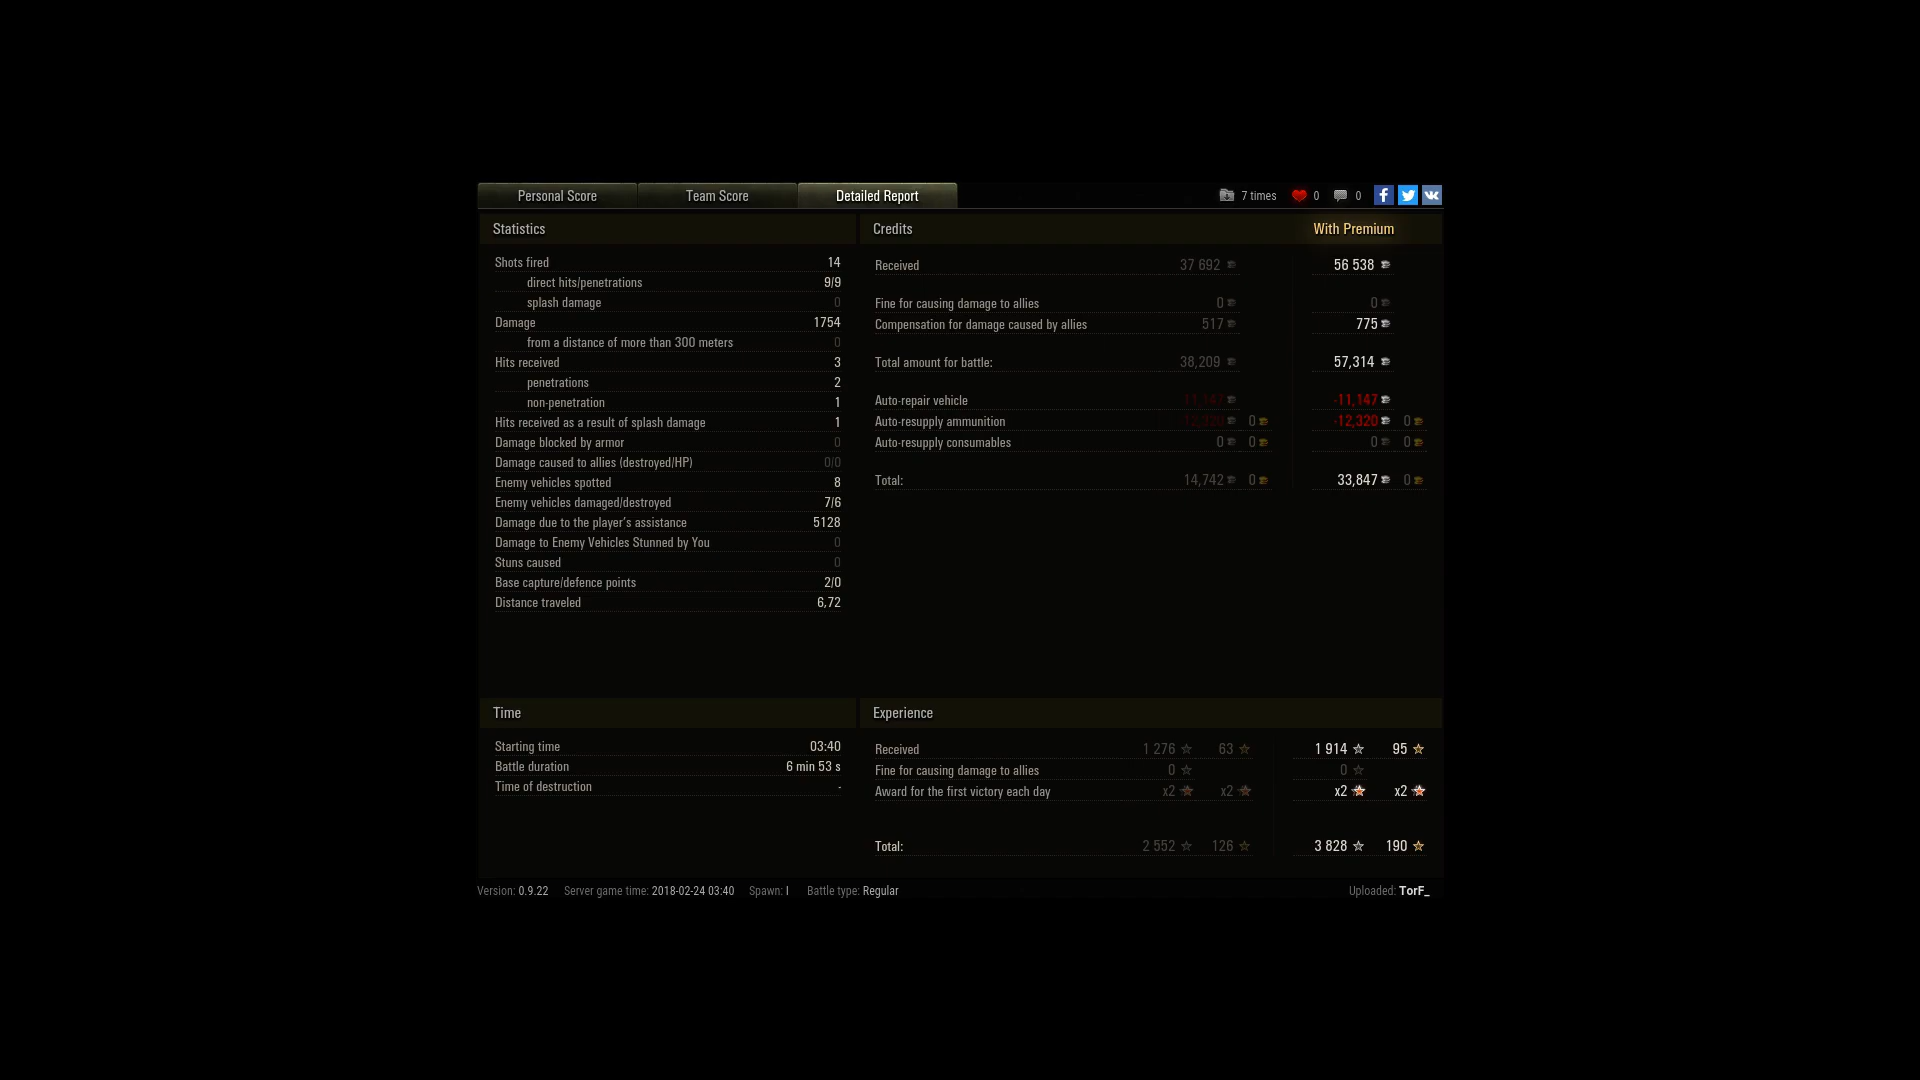 Personal Score Team Score Detailed Report 7 times 0 0
Statistics
Shots fired 14
direct hits/penetrations 9/9
splash damage 0
Damage 1754
from a distance of more than 300 meters 0
Hits received 3
penetrations 2
non-penetration 1
Hits received as a result of splash damage 1
Damage blocked by armor 0
Damage caused to allies (destroyed/HP) 0/0
Enemy vehicles spotted 8
Enemy vehicles damaged/destroyed 7/6
Damage due to the player's assistance 5128
Damage to Enemy Vehicles Stunned by You 0
Stuns caused 0
Base capture/defence points 2/0
Distance traveled 6,72
Credits With Premium
Received 37 692 56 538
Fine for causing damage to allies 0 0
Compensation for damage caused by allies 517 775
Total amount for battle: 38,209 57,314
Auto-repair vehicle -11,147 -11,147
Auto-resupply ammunition -12,320 0 -12,320 0
Auto-resupply consumables 0 0 0 0
Total: 14,742 0 33,847 0
Time
Starting time 03:40
Battle duration 6 min 53 s
Time of destruction -
Experience
Received 1 276 63 1 914 95
Fine for causing damage to allies 0 0
Award for the first victory each day x2 x2 x2 x2
Total: 2 552 126 3 828 190
Version: 0.9.22 Server game time: 2018-02-24 03:40 Spawn: I Battle type: Regular Uploaded: TorF_